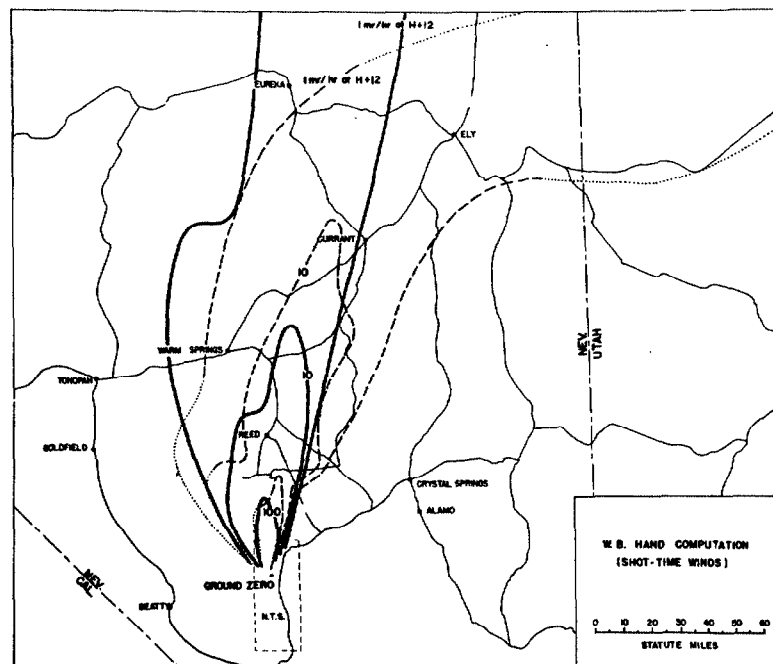 1 mr/hr at H+12
1 mr/hr at H+12
EUREKA
ELY
CURRANT
10
WARM SPRINGS
NEV.
UTAH
10
TONOPAH
REED
GOLDFIELD
CRYSTAL SPRINGS
100
ALAMO
NEV.
CAL
GROUND ZERO
BEATTY
N.T.S.
W. B. HAND COMPUTATION
(SHOT-TIME WINDS)
0 10 20 30 40 50 60
STATUTE MILES